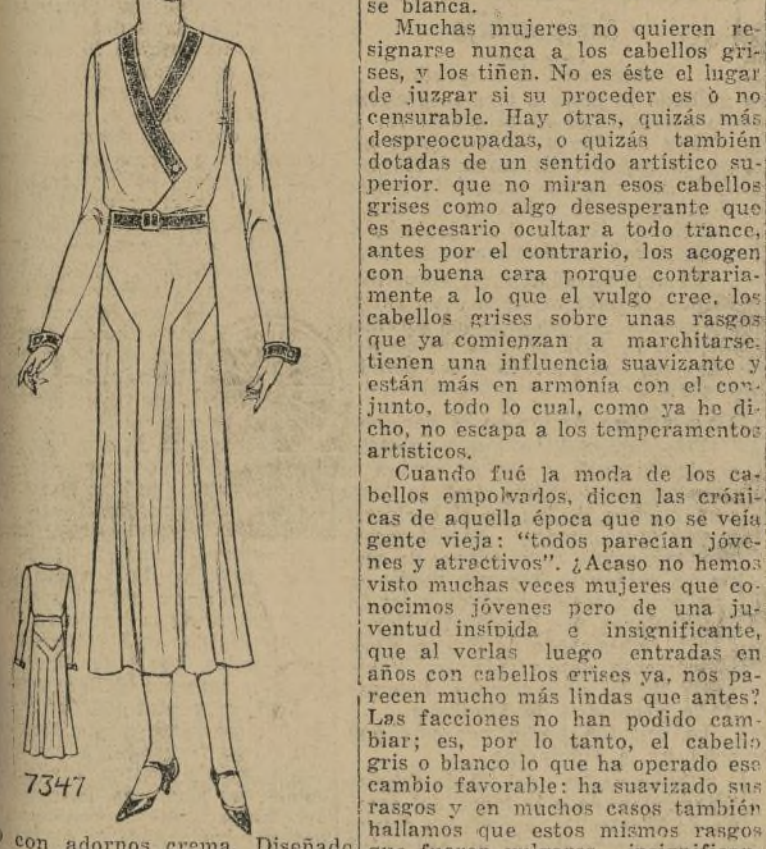 7347
con adornos crema. Diseñado
se blanca.
Muchas mujeres no quieren re-
signarse nunca a los cabellos gri-
ses, y los tiñen. No es éste el lugar
de juzgar si su proceder es ò no
censurable. Hay otras, quizás más
despreocupadas, o quizás también
dotadas de un sentido artístico su-
perior. que no miran esos cabellos
grises como algo desesperante que
es necesario ocultar a todo trance,
antes por el contrario, los acogen
con buena cara porque contraria-
mente a lo que el vulgo cree, los
cabellos grises sobre unas rasgos
que ya comienzan a marchitarse,
tienen una influencia suavizante y
están más en armonía con el con-
junto, todo lo cual, como ya he di-
cho, no escapa a los temperamentos
artísticos.
Cuando fué la moda de los ca-
bellos empolvados, dicen las cróni-
cas de aquella época que no se veía
gente vieja: "todos parecían jóve-
nes y atractivos". ¿Acaso no hemos
visto muchas veces mujeres que co-
nocimos jóvenes pero de una ju-
ventud insípida e insignificante,
que al verlas luego entradas en
años con cabellos grises ya, nos pa-
recen mucho más lindas que antes?
Las facciones no han podido cam-
biar; es, por lo tanto, el cabello
gris o blanco lo que ha operado ese
cambio favorable: ha suavizado sus
rasgos y en muchos casos también
hallamos que estos mismos rasgos